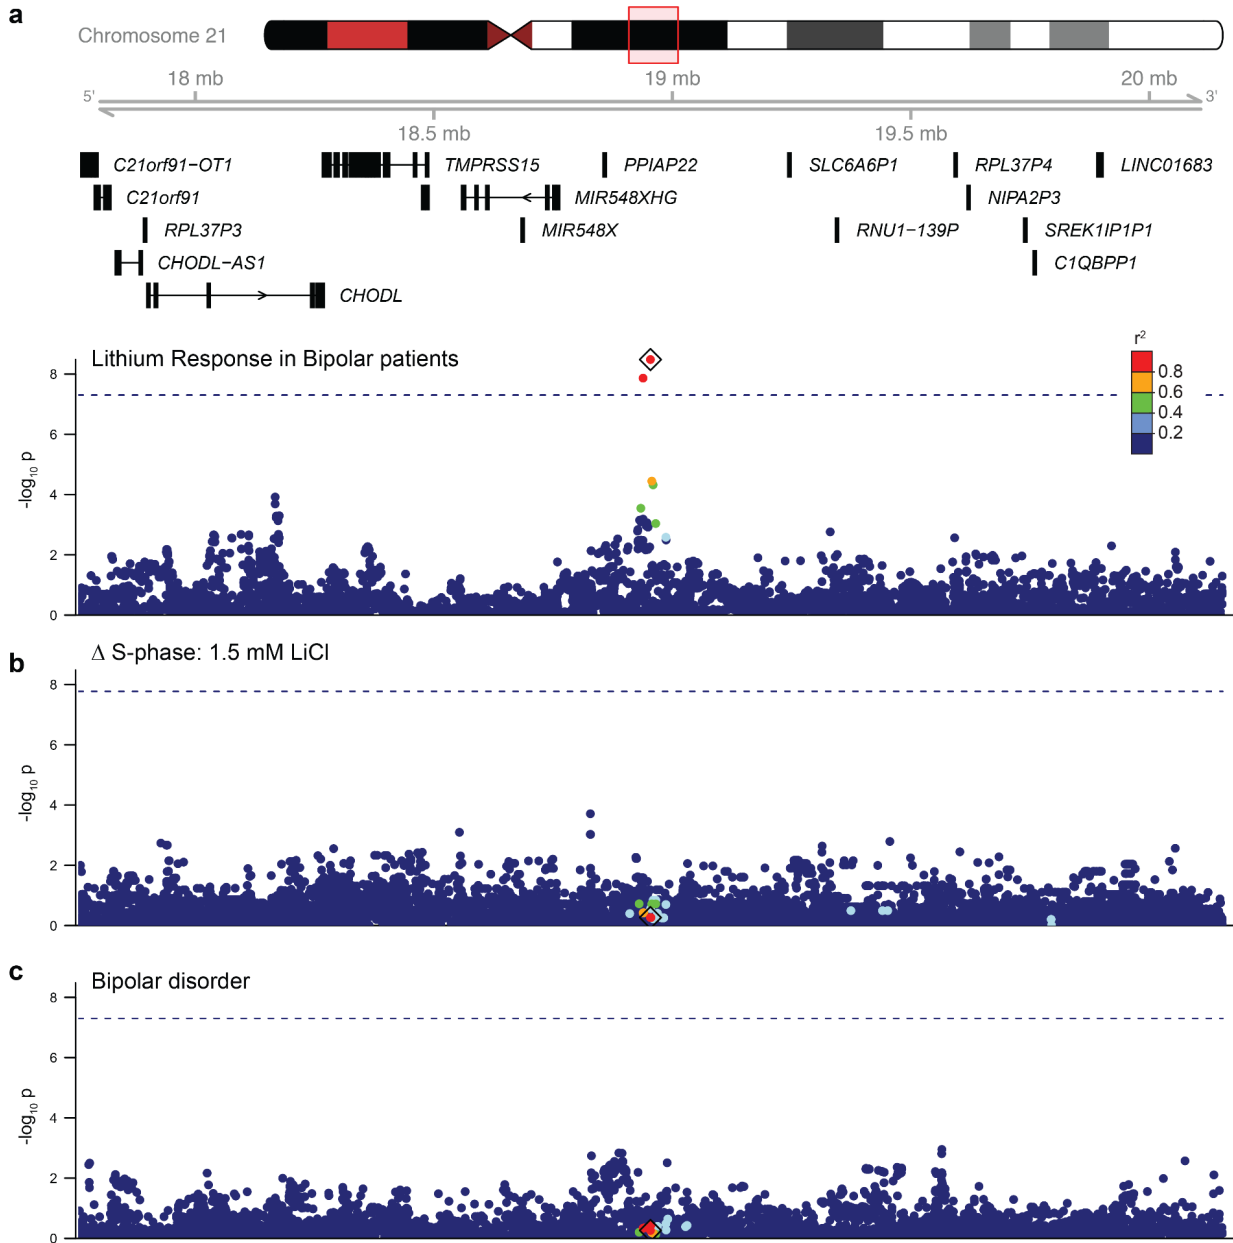 a
Chromosome 21
18 mb 19 mb 20 mb
5' 3'
18.5 mb 19.5 mb
C21orf91−OT1 TMPRSS15 PPIAP22 SLC6A6P1 RPL37P4 LINC01683
C21orf91 MIR548XHG NIPA2P3
RPL37P3 MIR548X RNU1−139P SREK1IP1P1
CHODL−AS1 C1QBPP1
CHODL
Lithium Response in Bipolar patients
r²
8
0.8
0.6
0.4
0.2
6
4
2
0
-log₁₀ p
b
Δ S-phase: 1.5 mM LiCl
8
6
4
2
0
-log₁₀ p
c
Bipolar disorder
8
6
4
2
0
-log₁₀ p